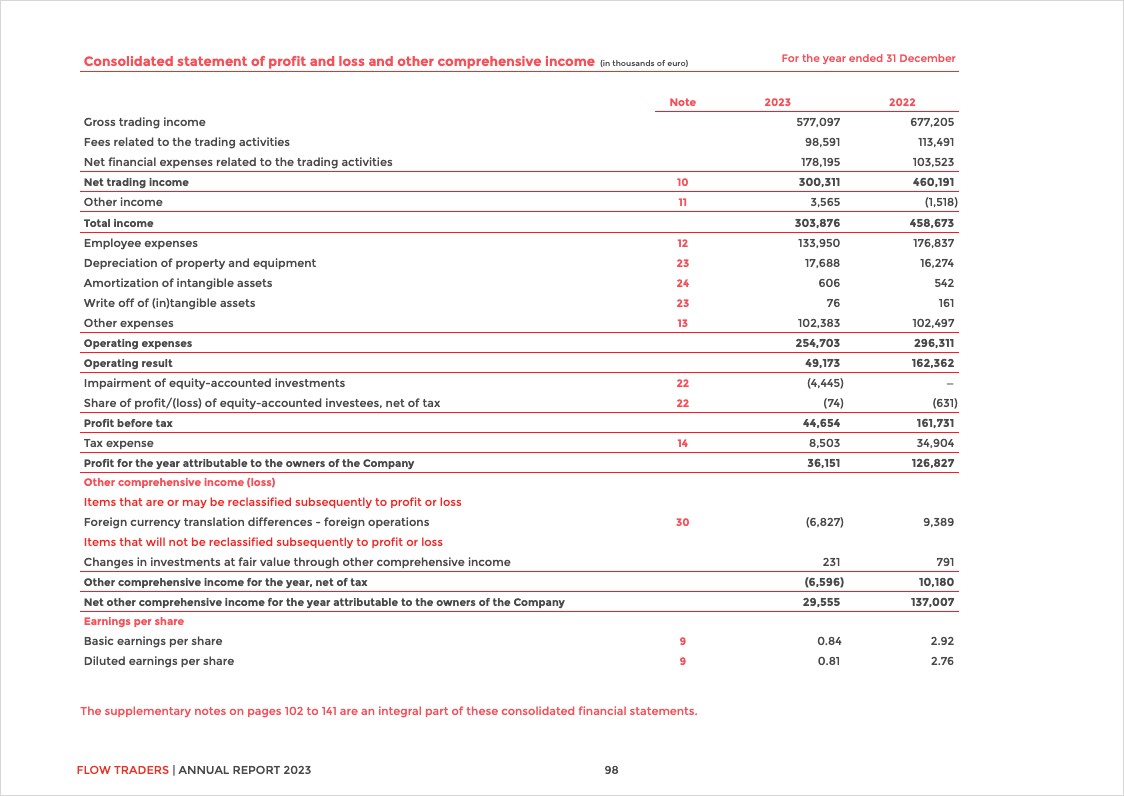 Consolidated statement of profit and loss and other comprehensive income (in thousands of euro) For the year ended 31 December
Note 2023 2022
Gross trading income 577,097 677,205
Fees related to the trading activities 98,591 113,491
Net financial expenses related to the trading activities 178,195 103,523
Net trading income 10 300,311 460,191
Other income 11 3,565 (1,518)
Total income 303,876 458,673
Employee expenses 12 133,950 176,837
Depreciation of property and equipment 23 17,688 16,274
Amortization of intangible assets 24 606 542
Write off of (in)tangible assets 23 76 161
Other expenses 13 102,383 102,497
Operating expenses 254,703 296,311
Operating result 49,173 162,362
Impairment of equity-accounted investments 22 (4,445) —
Share of profit/(loss) of equity-accounted investees, net of tax 22 (74) (631)
Profit before tax 44,654 161,731
Tax expense 14 8,503 34,904
Profit for the year attributable to the owners of the Company 36,151 126,827
Other comprehensive income (loss)
Items that are or may be reclassified subsequently to profit or loss
Foreign currency translation differences - foreign operations 30 (6,827) 9,389
Items that will not be reclassified subsequently to profit or loss
Changes in investments at fair value through other comprehensive income 231 791
Other comprehensive income for the year, net of tax (6,596) 10,180
Net other comprehensive income for the year attributable to the owners of the Company 29,555 137,007
Earnings per share
Basic earnings per share 9 0.84 2.92
Diluted earnings per share 9 0.81 2.76
The supplementary notes on pages 102 to 141 are an integral part of these consolidated financial statements.
FLOW TRADERS | ANNUAL REPORT 2023 98